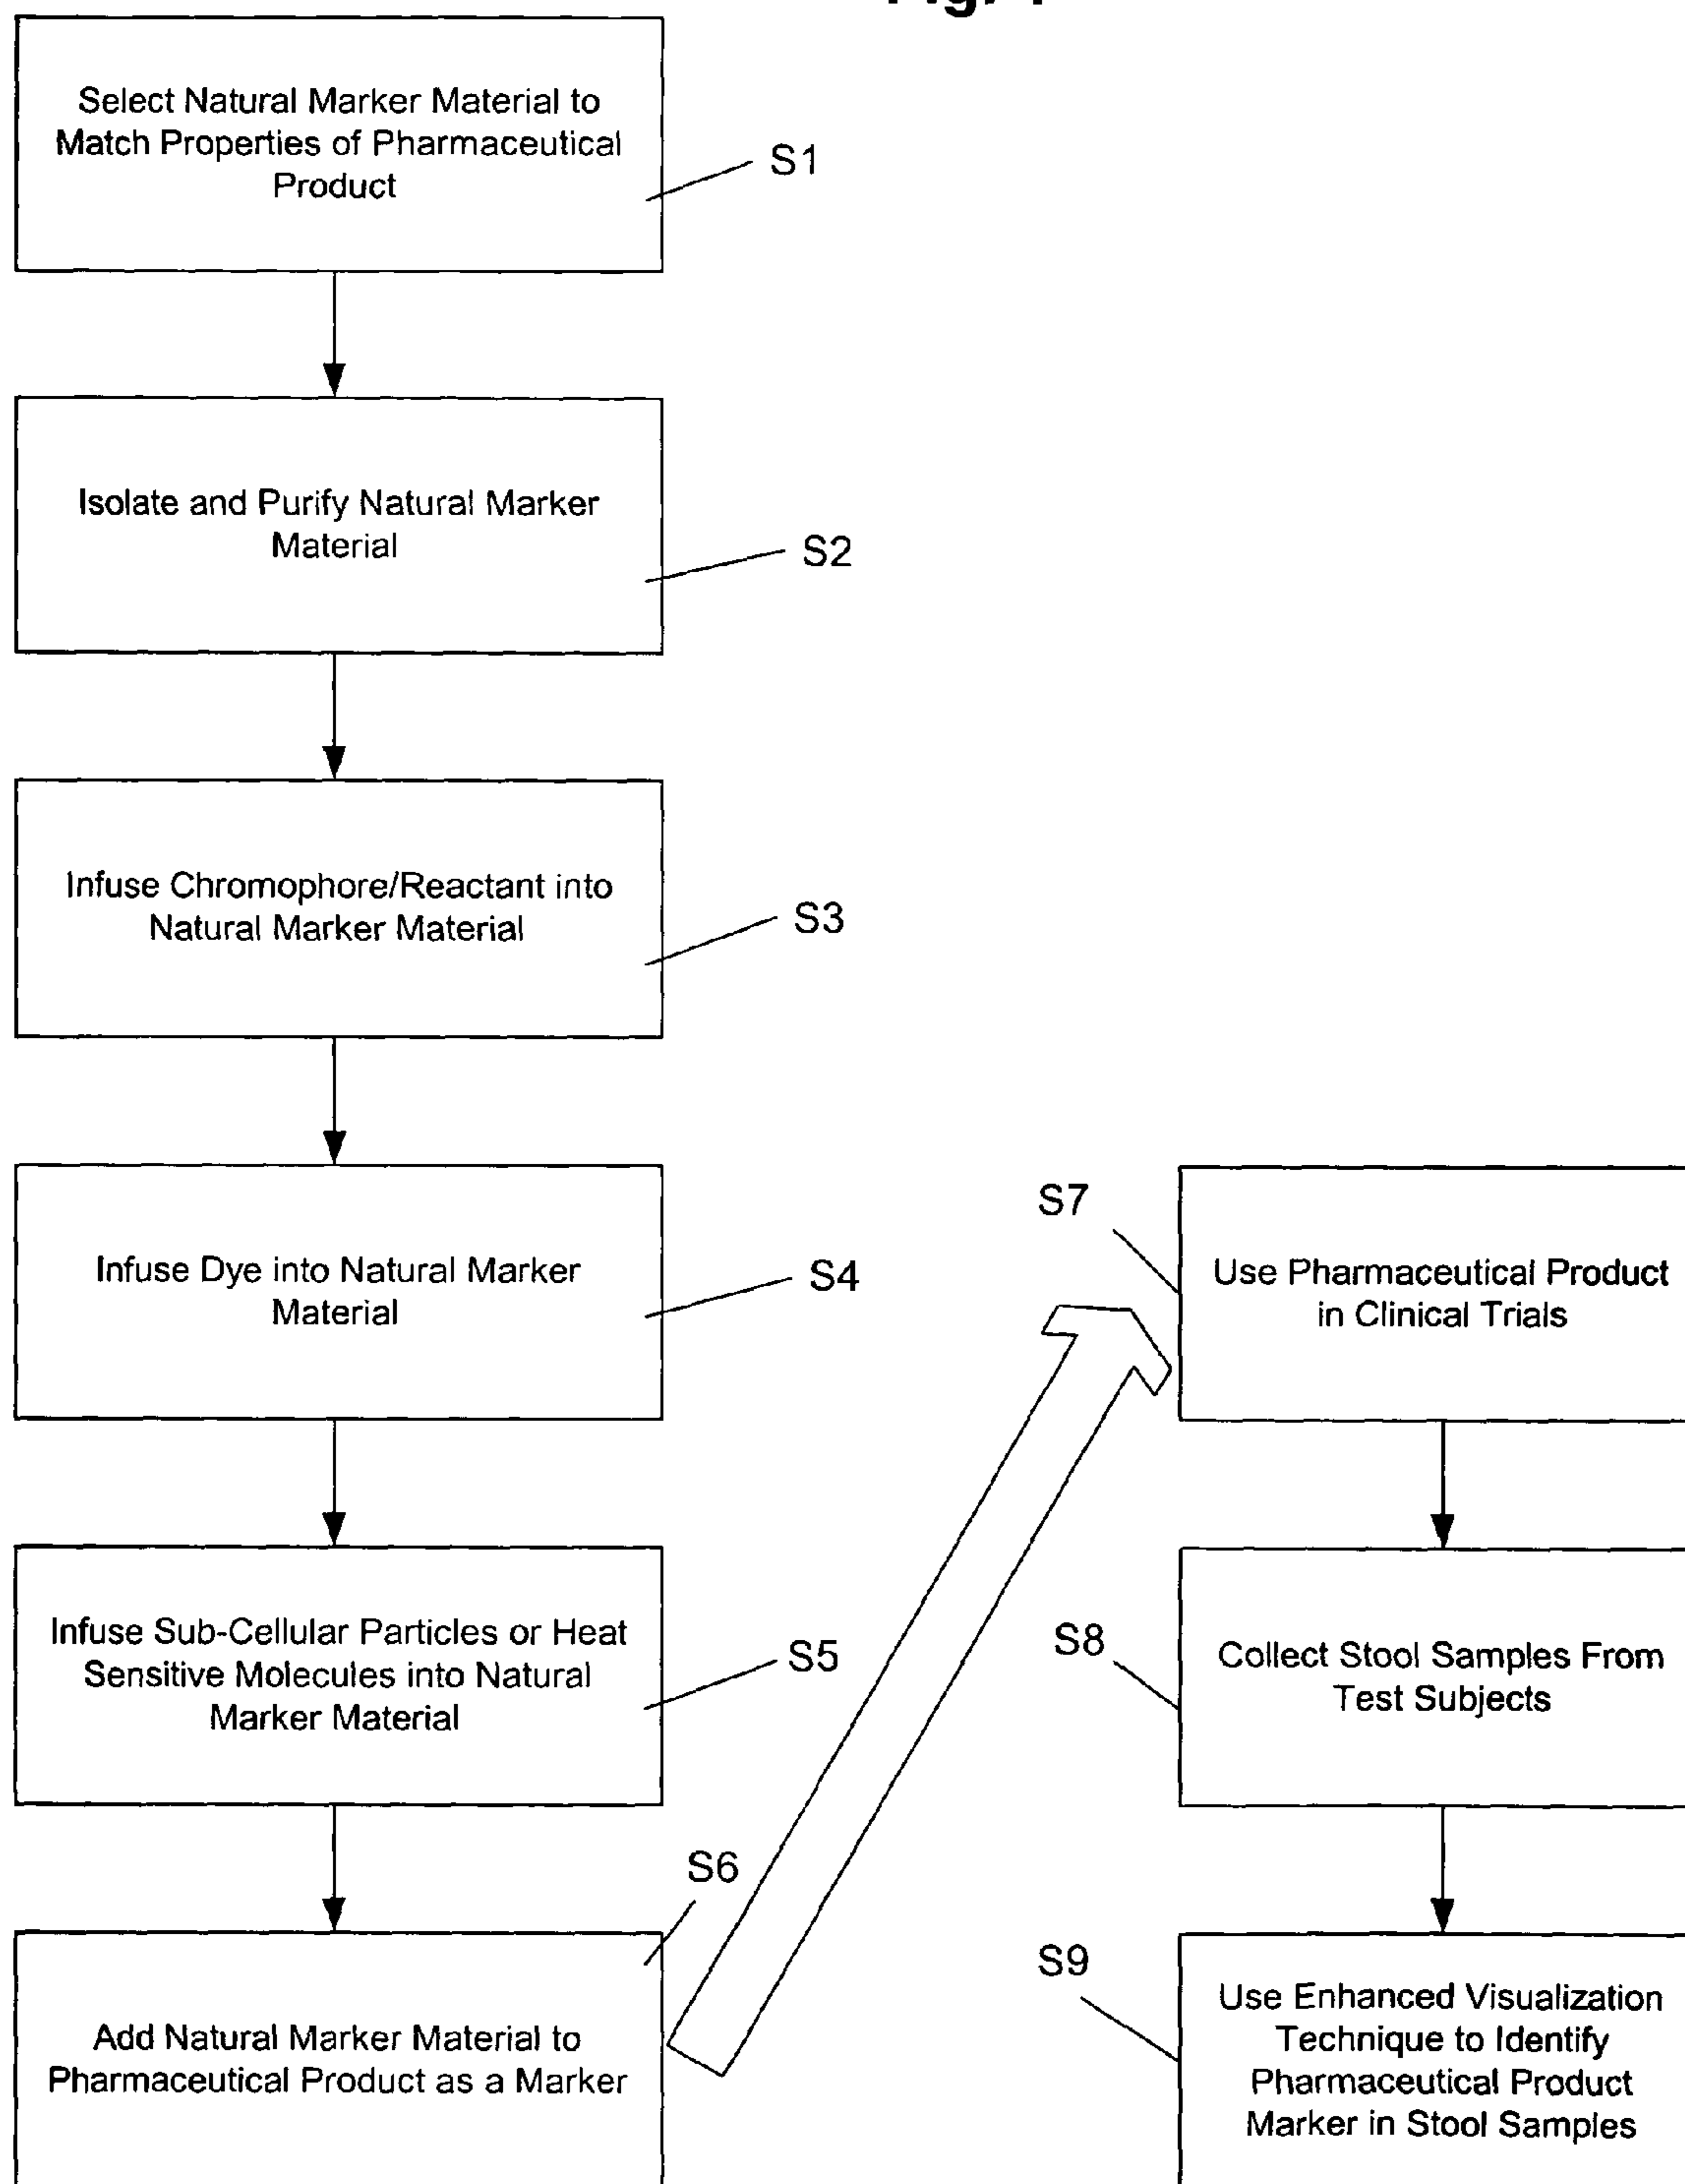 Select Natural Marker Material to
Match Properties of Pharmaceutical
Product
S1
Isolate and Purify Natural Marker
Material
S2
Infuse Chromophore/Reactant into
Natural Marker Material
S3
Infuse Dye into Natural Marker
Material
S4
Infuse Sub-Cellular Particles or Heat
Sensitive Molecules into Natural
Marker Material
S5
S6
Add Natural Marker Material to
Pharmaceutical Product as a Marker
S7
Use Pharmaceutical Product
in Clinical Trials
S8
Collect Stool Samples From
Test Subjects
S9
Use Enhanced Visualization
Technique to Identify
Pharmaceutical Product
Marker in Stool Samples